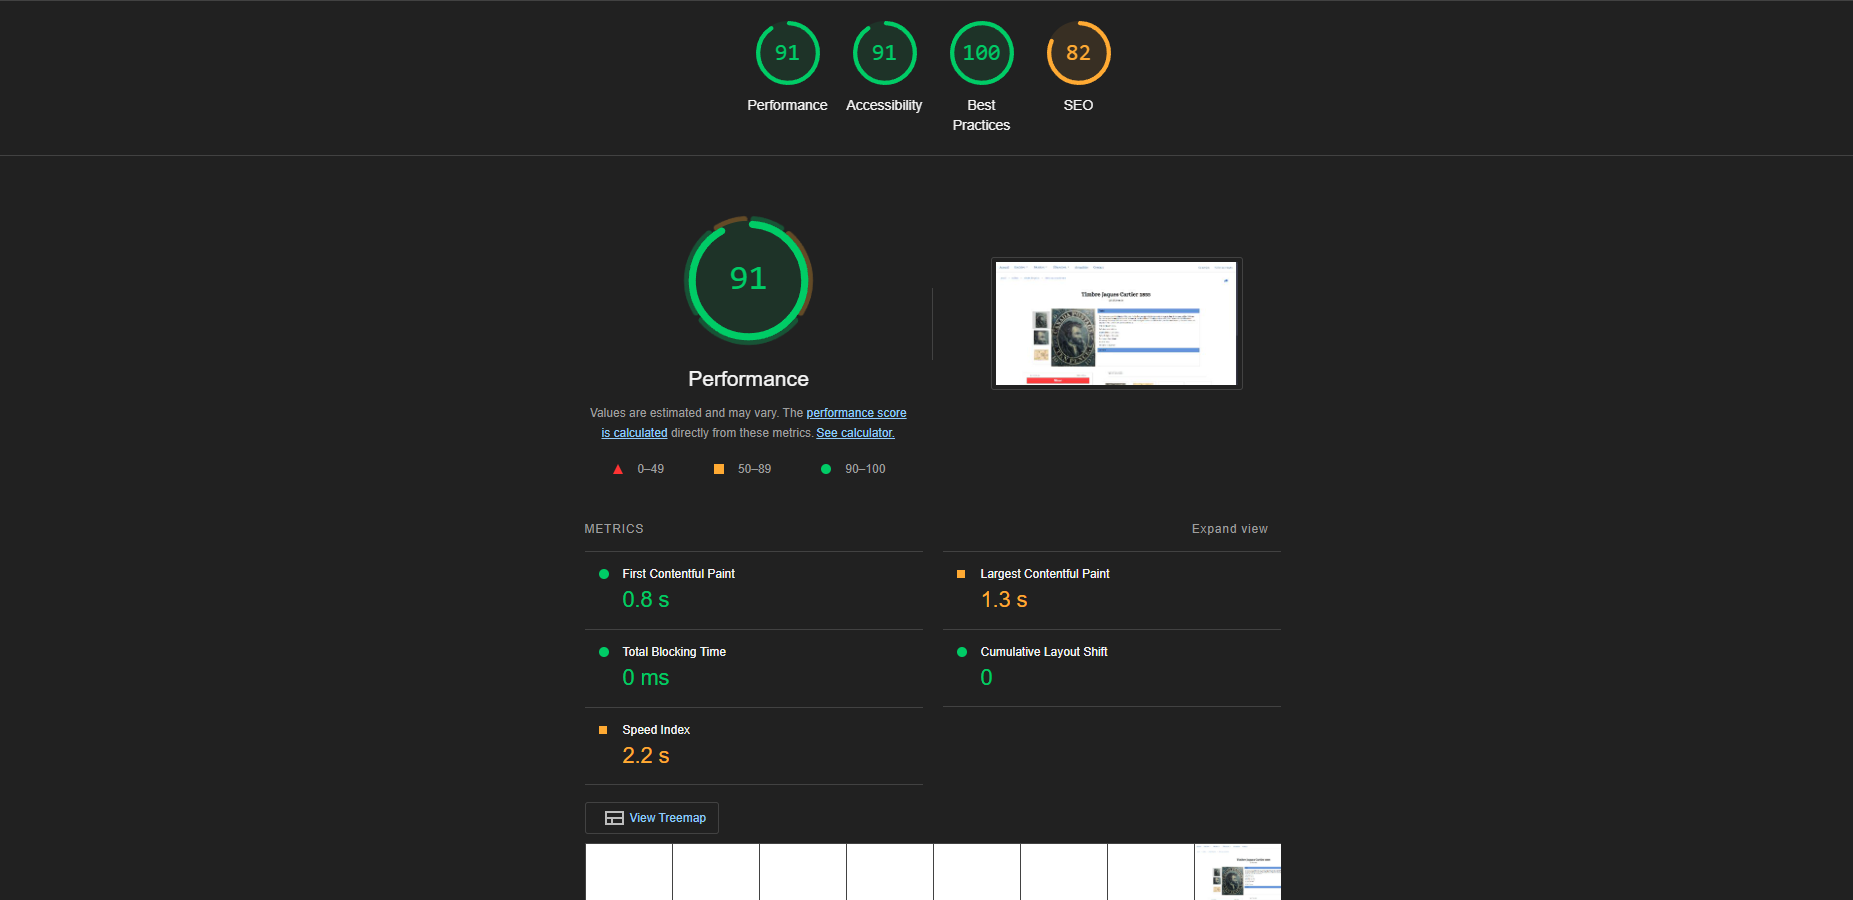 91
91
100
82
Performance
Accessibility
Best
Practices
SEO
91
Performance
Values are estimated and may vary. The performance score
is calculated directly from these metrics. See calculator.
0–49
50–89
90–100
Timbre Jaques Cartier 1855
METRICS
Expand view
First Contentful Paint
0.8 s
Largest Contentful Paint
1.3 s
Total Blocking Time
0 ms
Cumulative Layout Shift
0
Speed Index
2.2 s
View Treemap